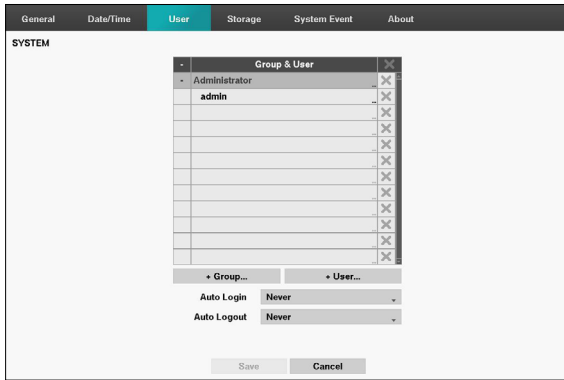 General Date/Time User Storage System Event About
SYSTEM
- Group & User
- Administrator ...
admin ...
+ Group... + User...
Auto Login Never
Auto Logout Never
Save Cancel